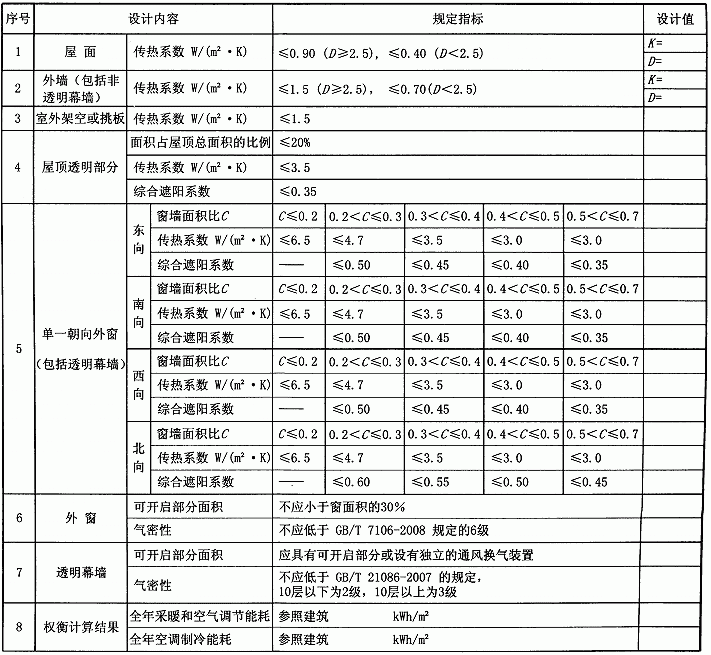 序号 设计内容 规定指标 设计值
1 屋 面 传热系数 W/(m²·K) ≤0.90 (D≥2.5), ≤0.40 (D<2.5) K=
D=
2 外墙(包括非透明幕墙) 传热系数 W/(m²·K) ≤1.5 (D≥2.5), ≤0.70(D<2.5) K=
D=
3 室外架空或挑板 传热系数 W/(m²·K) ≤1.5
4 屋顶透明部分 面积占屋顶总面积的比例 ≤20%
传热系数 W/(m²·K) ≤3.5
综合遮阳系数 ≤0.35
5 单一朝向外窗(包括透明幕墙)
东向 窗墙面积比C C≤0.2 0.2<C≤0.3 0.3<C≤0.4 0.4<C≤0.5 0.5<C≤0.7
传热系数 W/(m²·K) ≤6.5 ≤4.7 ≤3.5 ≤3.0 ≤3.0
综合遮阳系数 — ≤0.50 ≤0.45 ≤0.40 ≤0.35
南向 窗墙面积比C C≤0.2 0.2<C≤0.3 0.3<C≤0.4 0.4<C≤0.5 0.5<C≤0.7
传热系数 W/(m²·K) ≤6.5 ≤4.7 ≤3.5 ≤3.0 ≤3.0
综合遮阳系数 — ≤0.50 ≤0.45 ≤0.40 ≤0.35
西向 窗墙面积比C C≤0.2 0.2<C≤0.3 0.3<C≤0.4 0.4<C≤0.5 0.5<C≤0.7
传热系数 W/(m²·K) ≤6.5 ≤4.7 ≤3.5 ≤3.0 ≤3.0
综合遮阳系数 — ≤0.50 ≤0.45 ≤0.40 ≤0.35
北向 窗墙面积比C C≤0.2 0.2<C≤0.3 0.3<C≤0.4 0.4<C≤0.5 0.5<C≤0.7
传热系数 W/(m²·K) ≤6.5 ≤4.7 ≤3.5 ≤3.0 ≤3.0
综合遮阳系数 — ≤0.60 ≤0.55 ≤0.50 ≤0.45
6 外 窗 可开启部分面积 不应小于窗面积的30%
气密性 不应低于 GB/T 7106-2008 规定的6级
7 透明幕墙 可开启部分面积 应具有可开启部分或设有独立的通风换气装置
气密性 不应低于 GB/T 21086-2007 的规定,
10层以下为2级, 10层以上为3级
8 权衡计算结果 全年采暖和空气调节能耗 参照建筑 kWh/m²
全年空调制冷能耗 参照建筑 kWh/m²